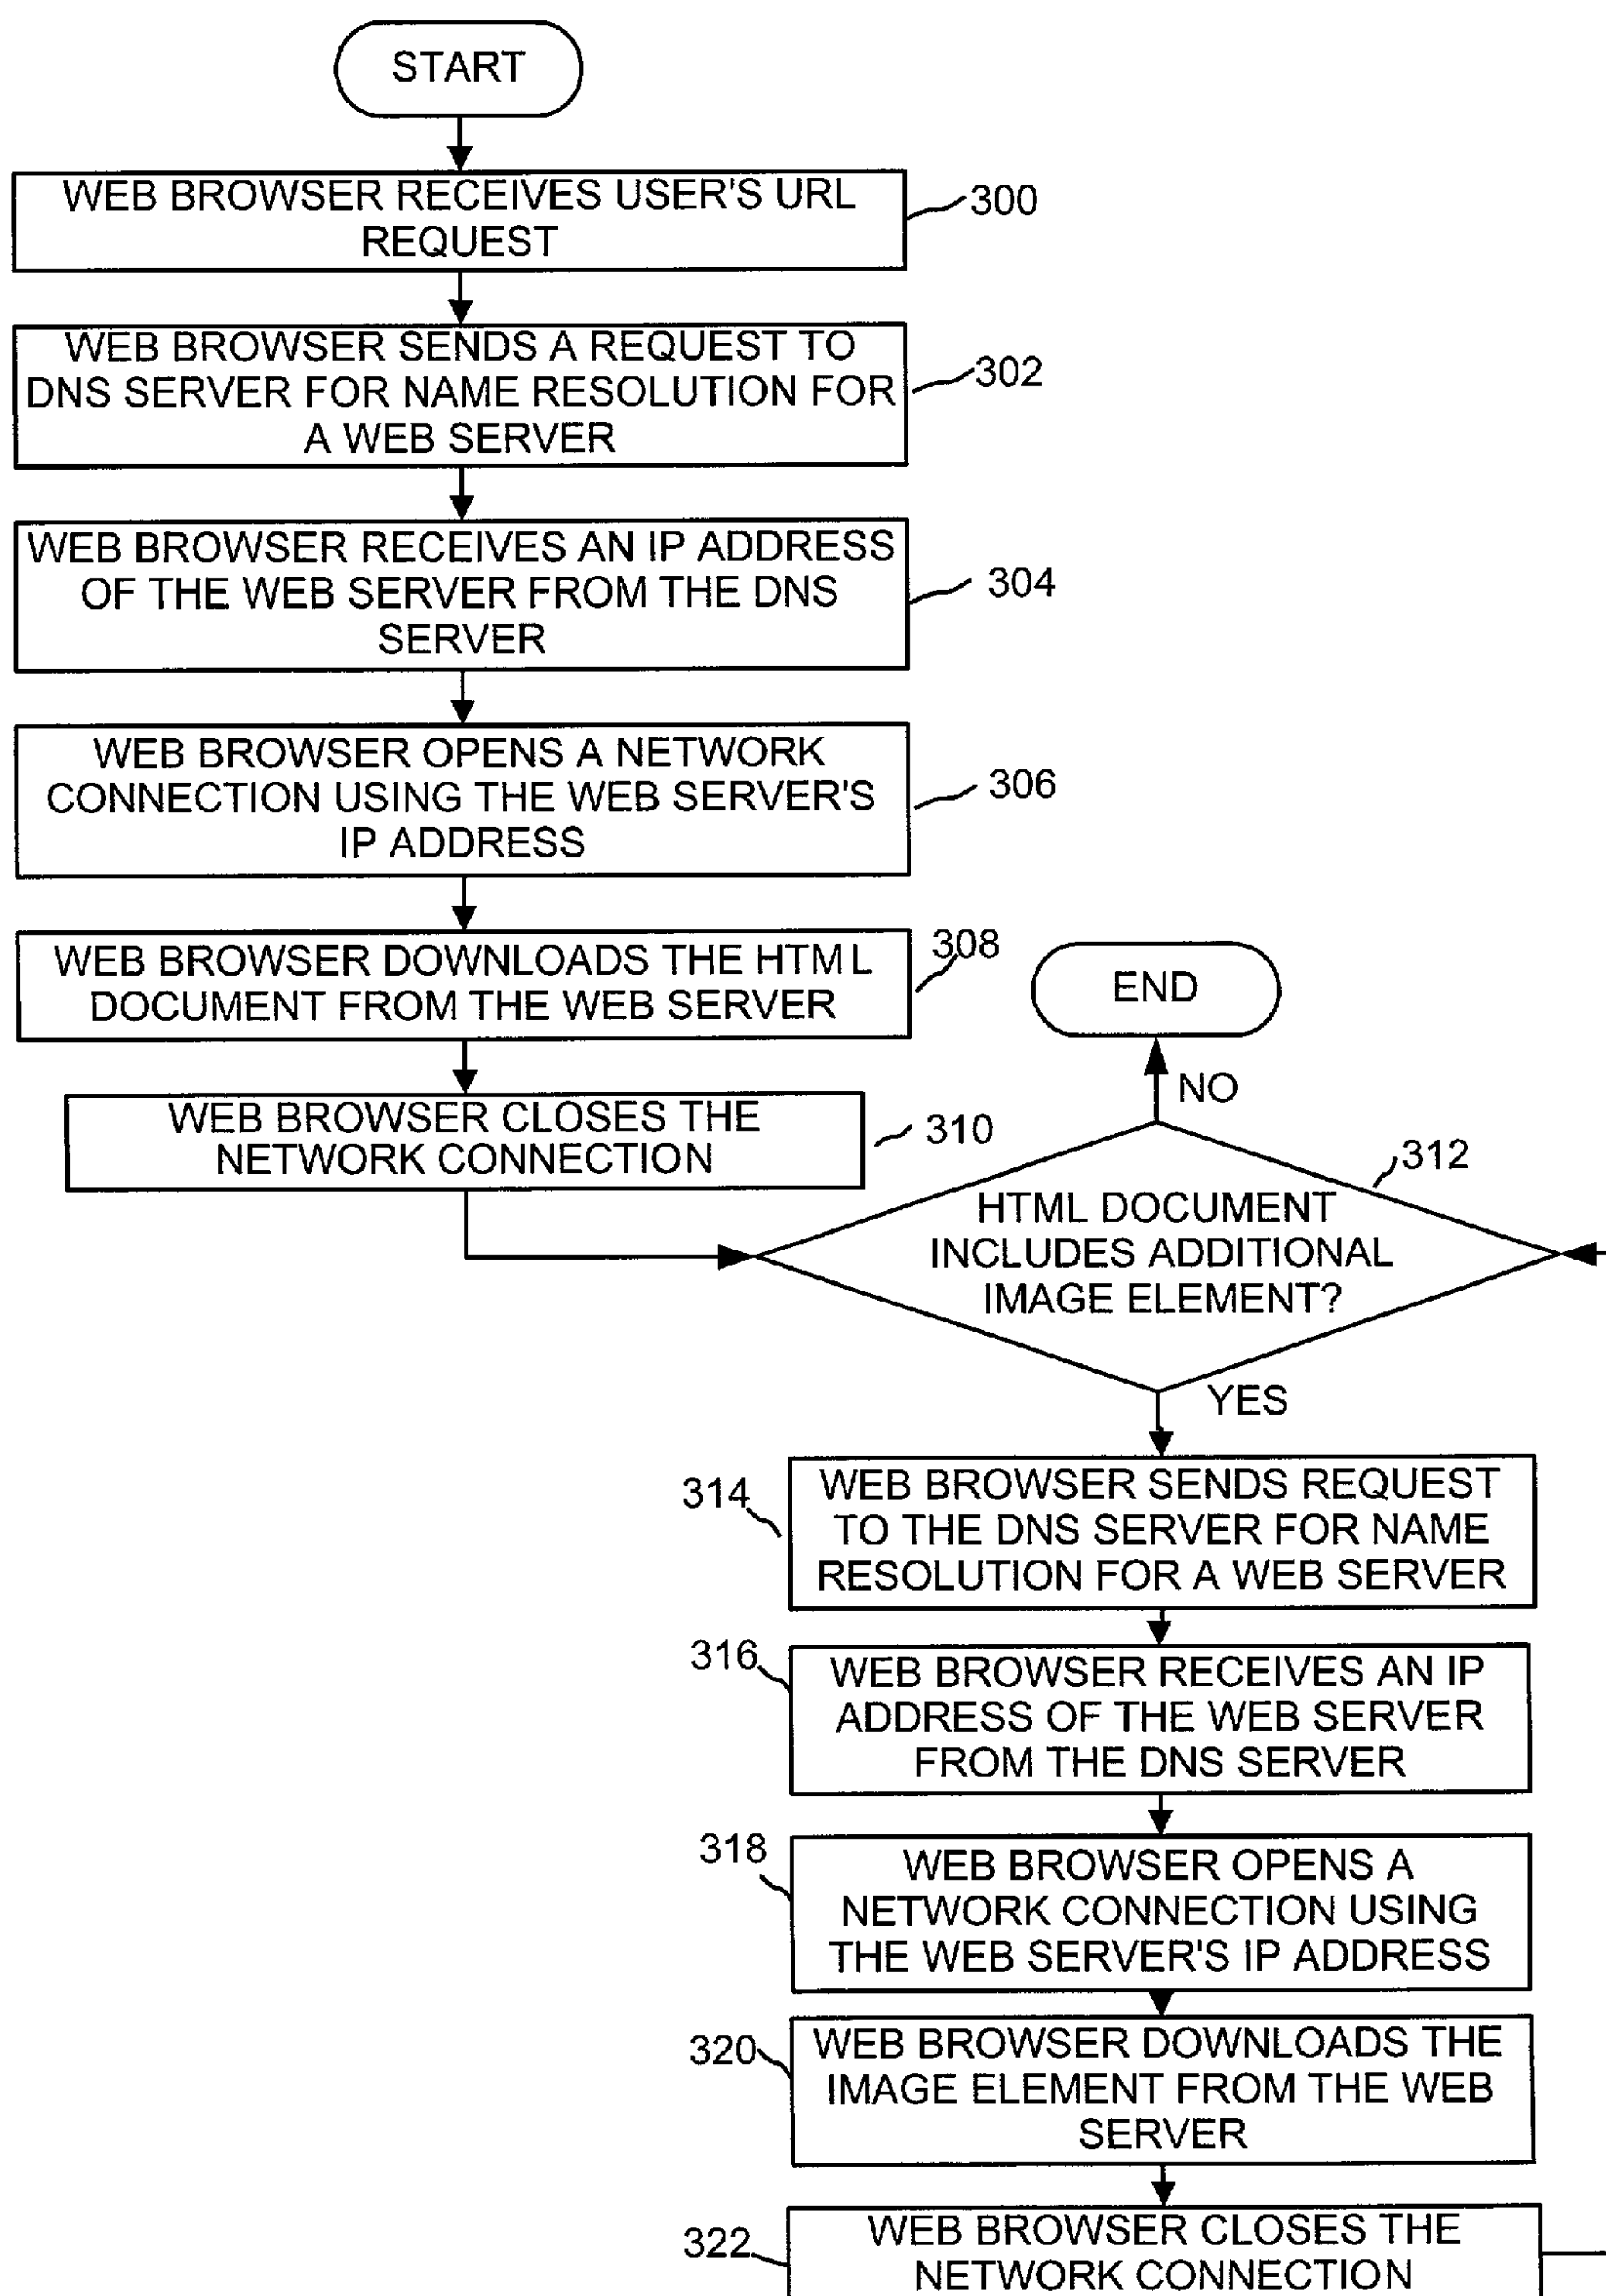 START
WEB BROWSER RECEIVES USER'S URL
REQUEST
300
WEB BROWSER SENDS A REQUEST TO
DNS SERVER FOR NAME RESOLUTION FOR
A WEB SERVER
302
WEB BROWSER RECEIVES AN IP ADDRESS
OF THE WEB SERVER FROM THE DNS
SERVER
304
WEB BROWSER OPENS A NETWORK
CONNECTION USING THE WEB SERVER'S
IP ADDRESS
306
WEB BROWSER DOWNLOADS THE HTML
DOCUMENT FROM THE WEB SERVER
308
END
NO
WEB BROWSER CLOSES THE
NETWORK CONNECTION
310
312
HTML DOCUMENT
INCLUDES ADDITIONAL
IMAGE ELEMENT?
YES
314
WEB BROWSER SENDS REQUEST
TO THE DNS SERVER FOR NAME
RESOLUTION FOR A WEB SERVER
316
WEB BROWSER RECEIVES AN IP
ADDRESS OF THE WEB SERVER
FROM THE DNS SERVER
318
WEB BROWSER OPENS A
NETWORK CONNECTION USING
THE WEB SERVER'S IP ADDRESS
320
WEB BROWSER DOWNLOADS THE
IMAGE ELEMENT FROM THE WEB
SERVER
322
WEB BROWSER CLOSES THE
NETWORK CONNECTION